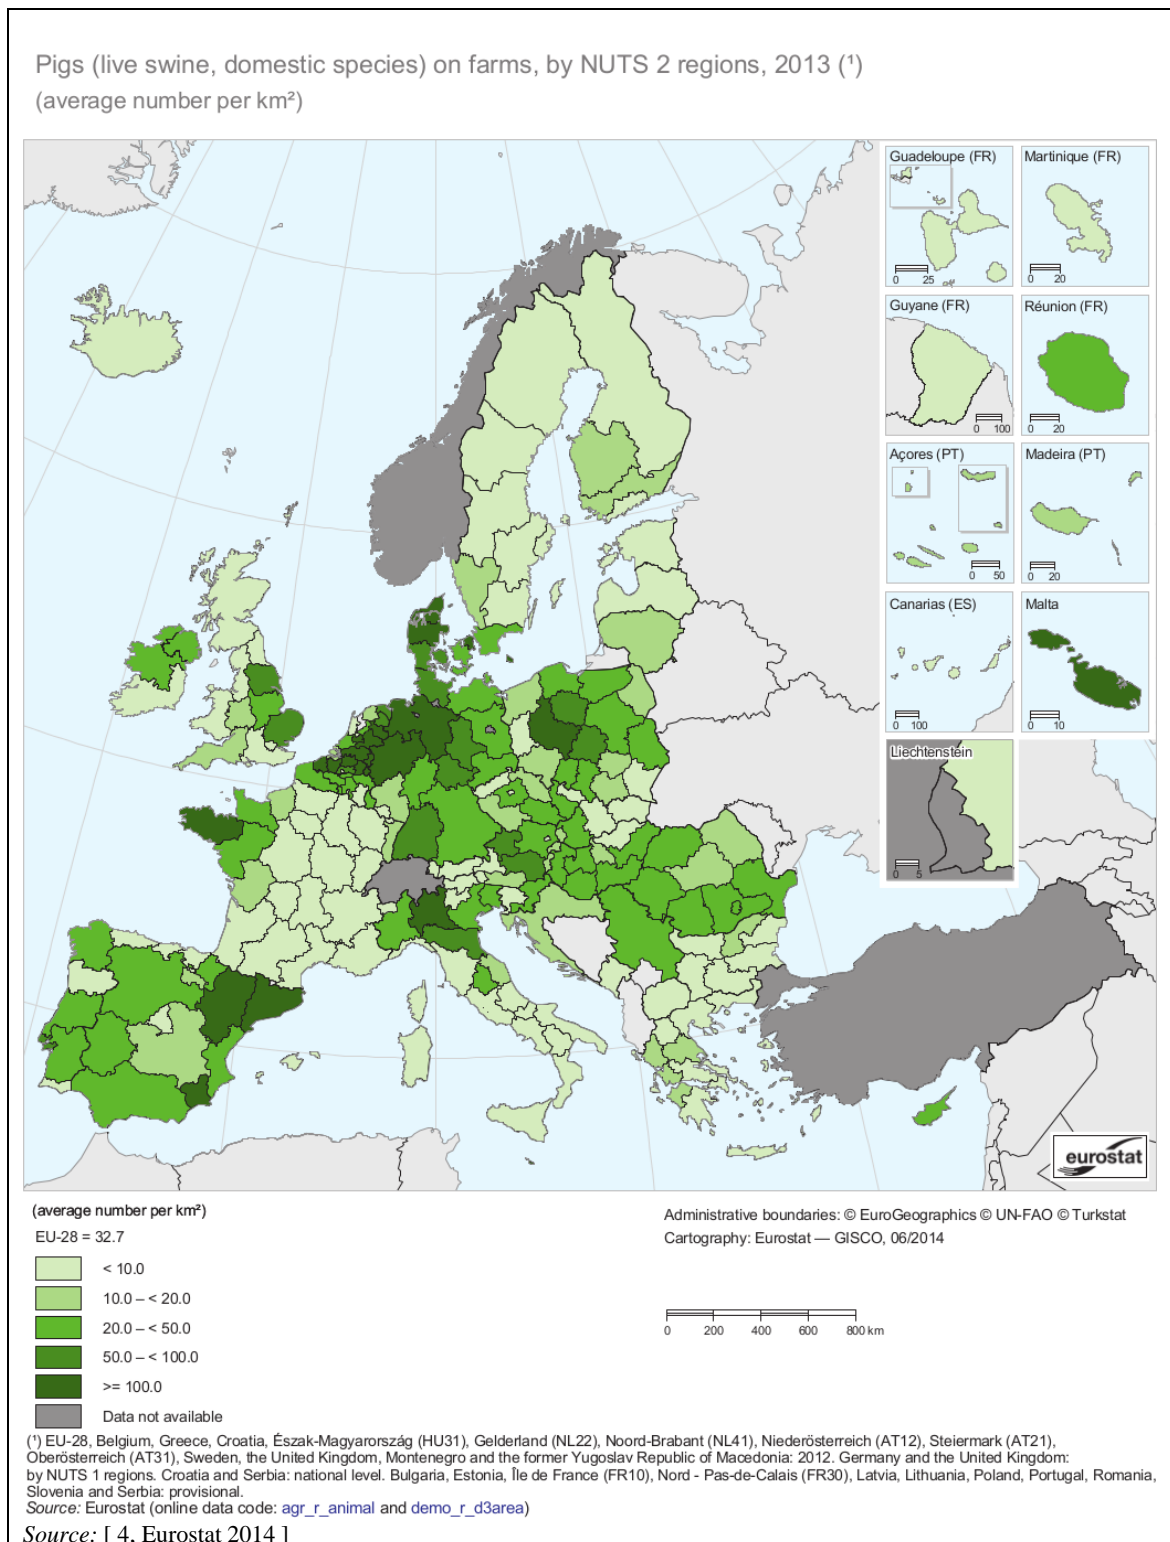 Pigs (live swine, domestic species) on farms, by NUTS 2 regions, 2013 (¹)
(average number per km²)
Guadeloupe (FR)
0 25
Martinique (FR)
0 20
Guyane (FR)
0 100
Réunion (FR)
0 20
Açores (PT)
0 50
Madeira (PT)
0 20
Canarias (ES)
0 100
Malta
0 10
Liechtenstein
0 5
eurostat
(average number per km²)
EU-28 = 32.7
< 10.0
10.0 – < 20.0
20.0 – < 50.0
50.0 – < 100.0
>= 100.0
Data not available
Administrative boundaries: © EuroGeographics © UN-FAO © Turkstat
Cartography: Eurostat — GISCO, 06/2014
0 200 400 600 800 km
(¹) EU-28, Belgium, Greece, Croatia, Észak-Magyarország (HU31), Gelderland (NL22), Noord-Brabant (NL41), Niederösterreich (AT12), Steiermark (AT21),
Oberösterreich (AT31), Sweden, the United Kingdom, Montenegro and the former Yugoslav Republic of Macedonia: 2012. Germany and the United Kingdom:
by NUTS 1 regions. Croatia and Serbia: national level. Bulgaria, Estonia, Île de France (FR10), Nord - Pas-de-Calais (FR30), Latvia, Lithuania, Poland, Portugal, Romania,
Slovenia and Serbia: provisional.
Source: Eurostat (online data code: agr_r_animal and demo_r_d3area)
Source: [ 4, Eurostat 2014 ]